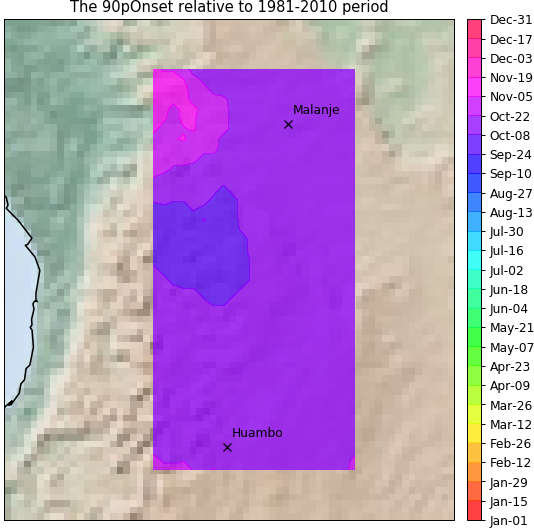 The 90pOnset relative to 1981-2010 period
Malanje
Huambo
Dec-31
Dec-17
Dec-03
Nov-19
Nov-05
Oct-22
Oct-08
Sep-24
Sep-10
Aug-27
Aug-13
Jul-30
Jul-16
Jul-02
Jun-18
Jun-04
May-21
May-07
Apr-23
Apr-09
Mar-26
Mar-12
Feb-26
Feb-12
Jan-29
Jan-15
Jan-01